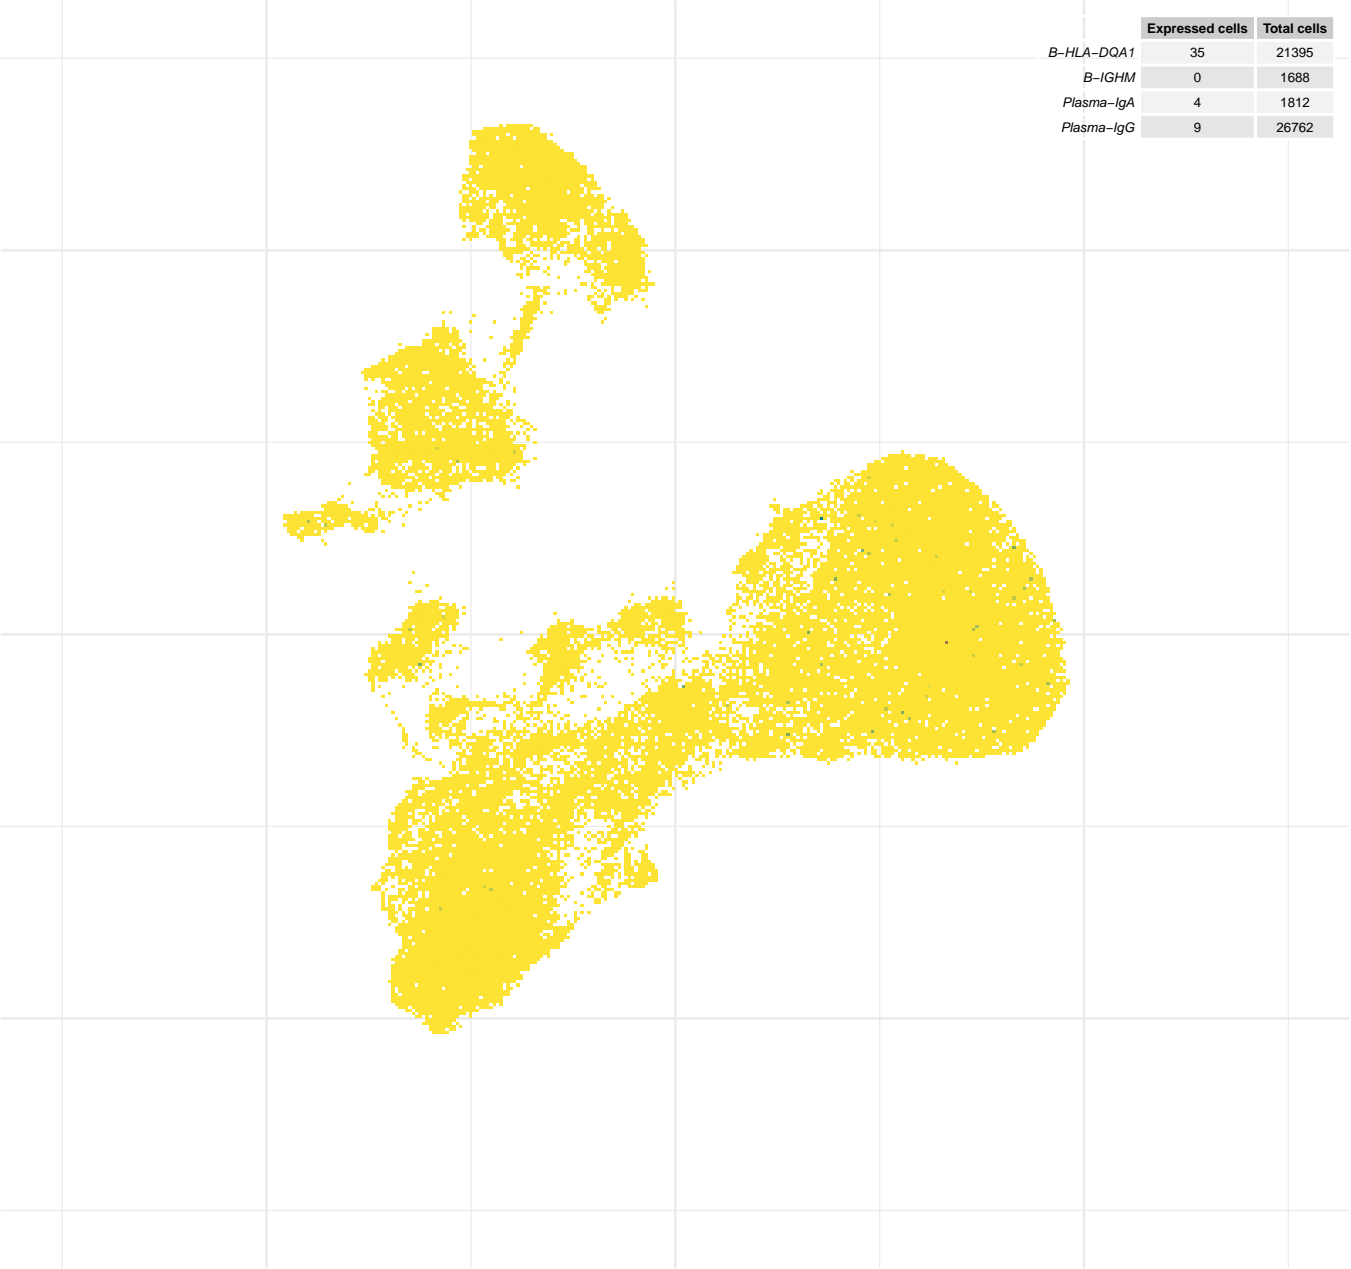 Expressed cells Total cells
B−HLA−DQA1 35 21395
B−IGHM 0 1688
Plasma−IgA 4 1812
Plasma−IgG 9 26762